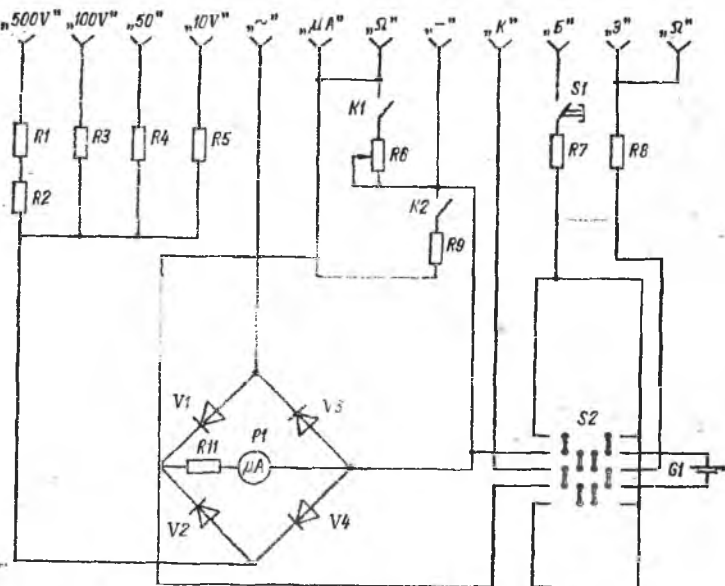 „500V" „100V" „50" „10V" „~" „μA" „Ω" „−" „К" „Б" „Э" „Ω"
S1
K1
R1 R3 R4 R5 R6 R7 R8
R2
K2
R9
V1 P1 V3
S2
R11
μA
G1
V2 V4